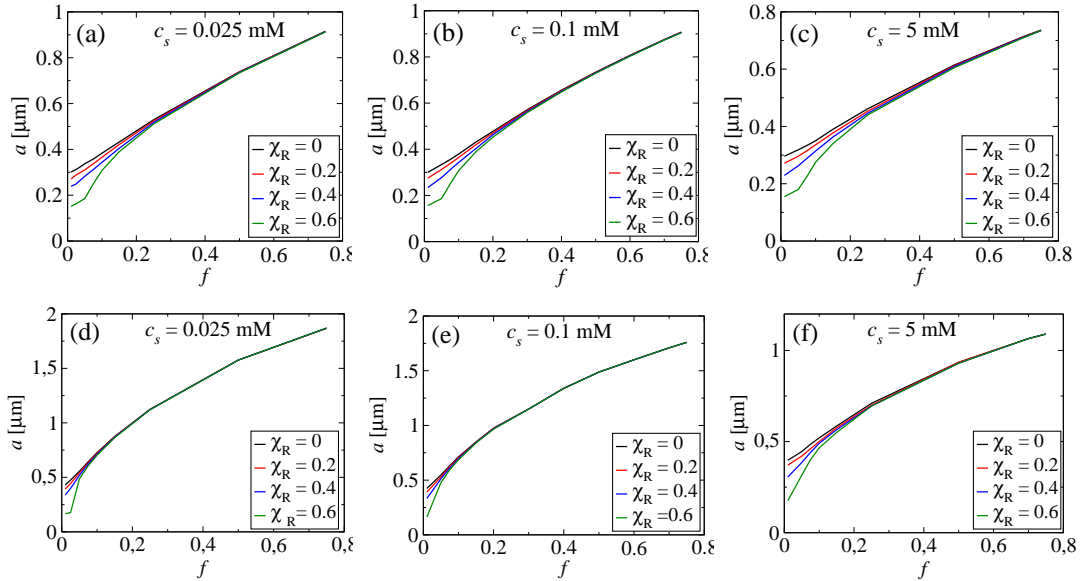 (a) c_s = 0.025 mM
1
0.8
0.6
0.4
0.2
0
a [μm]
χ_R = 0
χ_R = 0.2
χ_R = 0.4
χ_R = 0.6
0 0.2 0.4 0.6 0.8
f
(b) c_s = 0.1 mM
1
0.8
0.6
0.4
0.2
0
a [μm]
χ_R = 0
χ_R = 0.2
χ_R = 0.4
χ_R = 0.6
0 0.2 0.4 0.6 0.8
f
(c) c_s = 5 mM
0.8
0.6
0.4
0.2
0
a [μm]
χ_R = 0
χ_R = 0.2
χ_R = 0.4
χ_R = 0.6
0 0.2 0.4 0.6 0.8
f
(d) c_s = 0.025 mM
2
1,5
1
0.5
0
a [μm]
χ_R = 0
χ_R = 0.2
χ_R = 0.4
χ_R = 0.6
0 0,2 0,4 0,6 0,8
f
(e) c_s = 0.1 mM
2
1.5
1
0.5
0
a [μm]
χ_R = 0
χ_R = 0.2
χ_R = 0.4
χ_R =0.6
0 0.2 0.4 0.6 0.8
f
(f) c_s = 5 mM
1
0,5
0
a [μm]
χ_R = 0
χ_R = 0.2
χ_R = 0.4
χ_R = 0.6
0 0,2 0,4 0,6 0,8
f